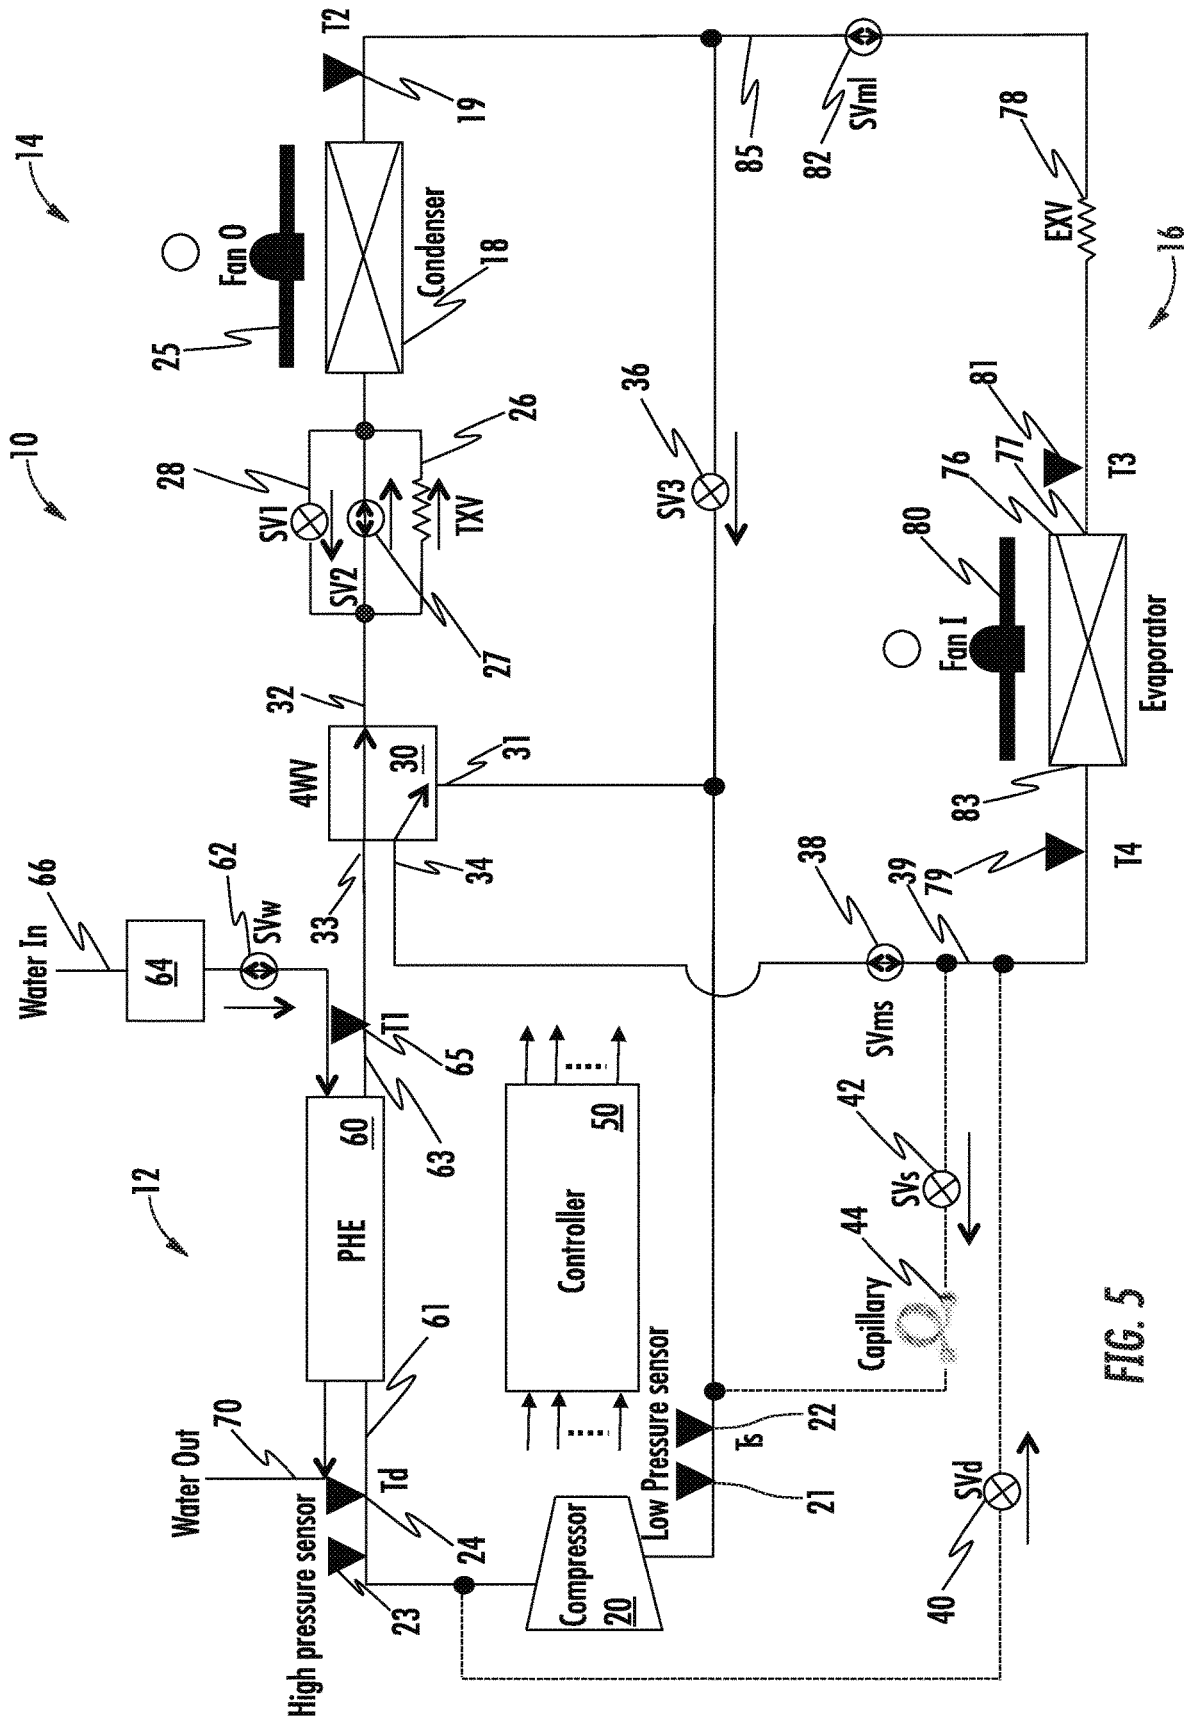 10
14
12
16
Water In
66
64
62
SVw
33
T1
65
63
PHE
60
61
Water Out
70
High pressure sensor
Td
24
23
4WV
30
31
32
34
28
SV1
SV2
27
TXV
26
25
Fan O
Condenser
18
T2
19
85
82
SVml
78
EXV
36
SV3
81
T3
77
76
80
Fan I
Evaporator
83
T4
79
39
38
SVms
42
SVs
44
Capillary
Controller
50
Low Pressure sensor
Ts
22
21
Compressor
20
SVd
40
FIG. 5